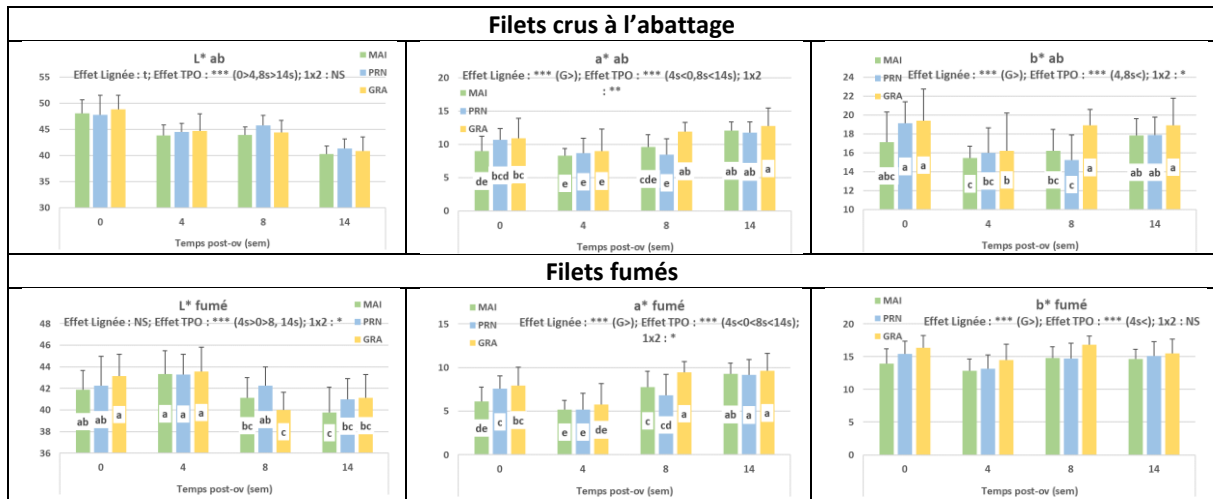 Filets crus à l'abattage
L* ab
Effet Lignée : t; Effet TPO : *** (0>4,8s>14s); 1x2 : NS
MAI
PRN
GRA
55
50
45
40
35
30
0
4
8
14
Temps post-ov (sem)
a* ab
Effet Lignée : *** (G>); Effet TPO : *** (4s<0,8s<14s); 1x2
: **
MAI
PRN
GRA
20
15
10
5
0
de
bcd
bc
e
e
e
cde
e
ab
ab
ab
a
0
4
8
14
Temps post-ov (sem)
b* ab
Effet Lignée : *** (G>); Effet TPO : *** (4,8s<); 1x2 : *
MAI
PRN
GRA
24
22
20
18
16
14
12
10
abc
a
a
c
bc
b
bc
c
a
ab
ab
a
0
4
8
14
Temps post-ov (sem)
Filets fumés
L* fumé
Effet Lignée : NS; Effet TPO : *** (4s>0>8, 14s); 1x2 : *
MAI
PRN
GRA
48
46
44
42
40
38
36
ab
ab
a
a
a
a
bc
ab
c
c
bc
bc
0
4
8
14
Temps post-ov (sem)
a* fumé
Effet Lignée : *** (G>); Effet TPO : *** (4s<0<8s<14s);
1x2 : *
MAI
PRN
GRA
15
10
5
0
de
c
bc
e
e
de
c
cd
a
ab
a
a
0
4
8
14
Temps post-ov (sem)
b* fumé
Effet Lignée : *** (G>); Effet TPO : *** (4s<); 1x2 : NS
MAI
PRN
GRA
20
15
10
5
0
0
4
8
14
Temps post-ov (sem)